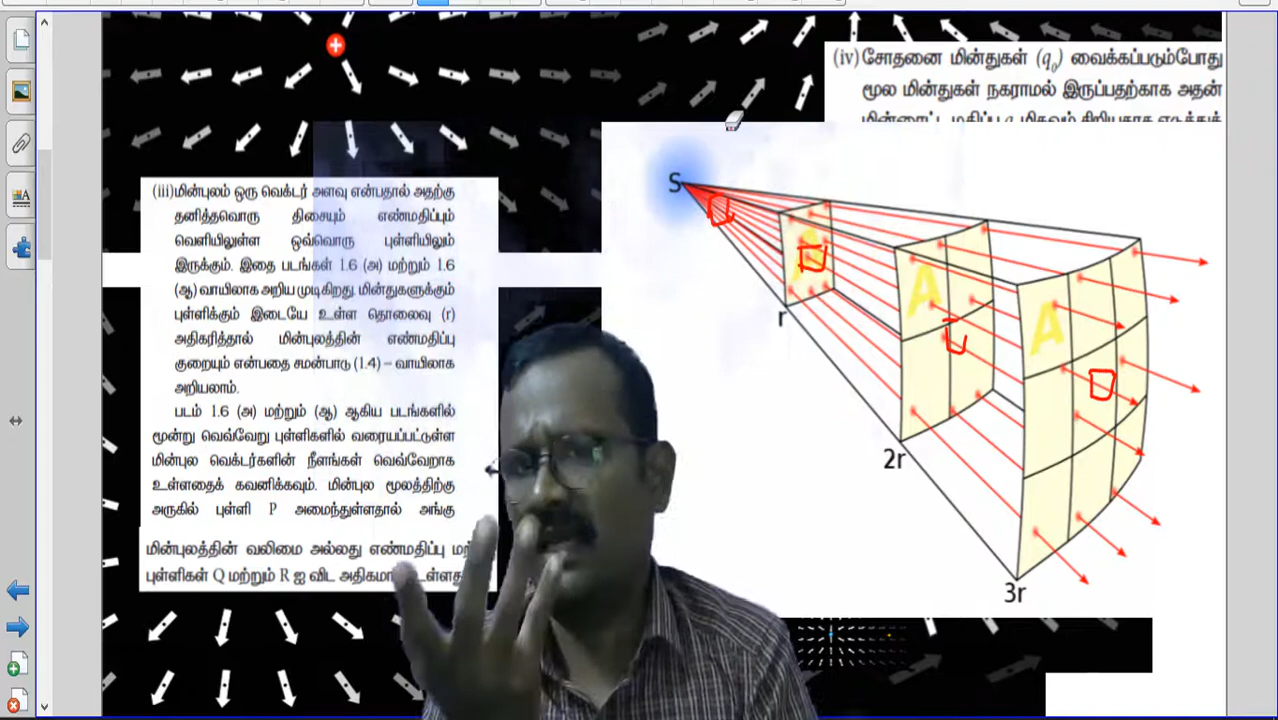 (iv) சோதனை மின்துகள் (q₀) வைக்கப்படும்போது
மூல மின்துகள் நகராமல் இருப்பதற்காக அதன்
(iii) மின்புலம் ஒரு வெக்டர் அளவு என்பதால் அதற்கு
தனித்தவொரு திசையும் எண்மதிப்பும்
வெளியிலுள்ள ஒவ்வொரு புள்ளியிலும்
இருக்கும். இதை படங்கள் 1.6 (அ) மற்றும் 1.6
(ஆ) வாயிலாக அறிய முடிகிறது. மின்துகளுக்கும்
புள்ளிக்கும் இடையே உள்ள தொலைவு (r)
அதிகரித்தால் மின்புலத்தின் எண்மதிப்பு
குறையும் என்பதை சமன்பாடு (1.4) – வாயிலாக
அறியலாம்.
படம் 1.6 (அ) மற்றும் (ஆ) ஆகிய படங்களில்
மூன்று வெவ்வேறு புள்ளிகளில் வரையப்பட்டுள்ள
மின்புல வெக்டர்களின் நீளங்கள் வெவ்வேறாக
உள்ளதைக் கவனிக்கவும். மின்புல மூலத்திற்கு
அருகில் புள்ளி P அமைந்துள்ளதால் அங்கு
மின்புலத்தின் வலிமை அல்லது எண்மதிப்பு
புள்ளிகள் Q மற்றும் R ஐ விட
S
A
A
A
r
2r
3r